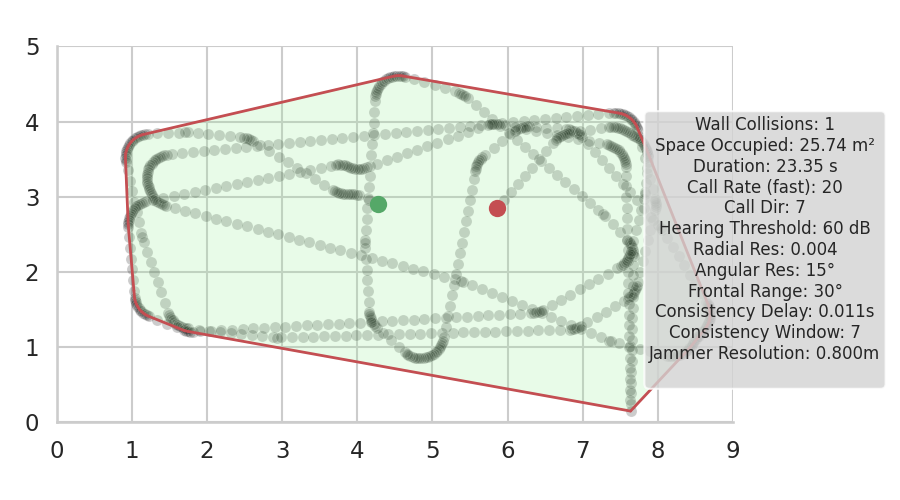 5
4
3
2
1
0
0 1 2 3 4 5 6 7 8 9
Wall Collisions: 1
Space Occupied: 25.74 m²
Duration: 23.35 s
Call Rate (fast): 20
Call Dir: 7
Hearing Threshold: 60 dB
Radial Res: 0.004
Angular Res: 15°
Frontal Range: 30°
Consistency Delay: 0.011s
Consistency Window: 7
Jammer Resolution: 0.800m